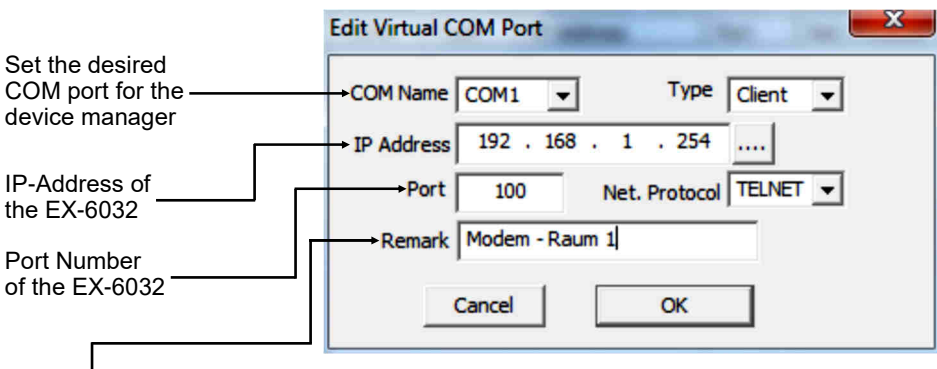 Edit Virtual COM Port
X
Set the desired
COM port for the
device manager
COM Name COM1 Type Client
IP Address 192 . 168 . 1 . 254 ....
IP-Address of
the EX-6032
Port 100 Net. Protocol TELNET
Remark Modem - Raum 1
Port Number
of the EX-6032
Cancel OK